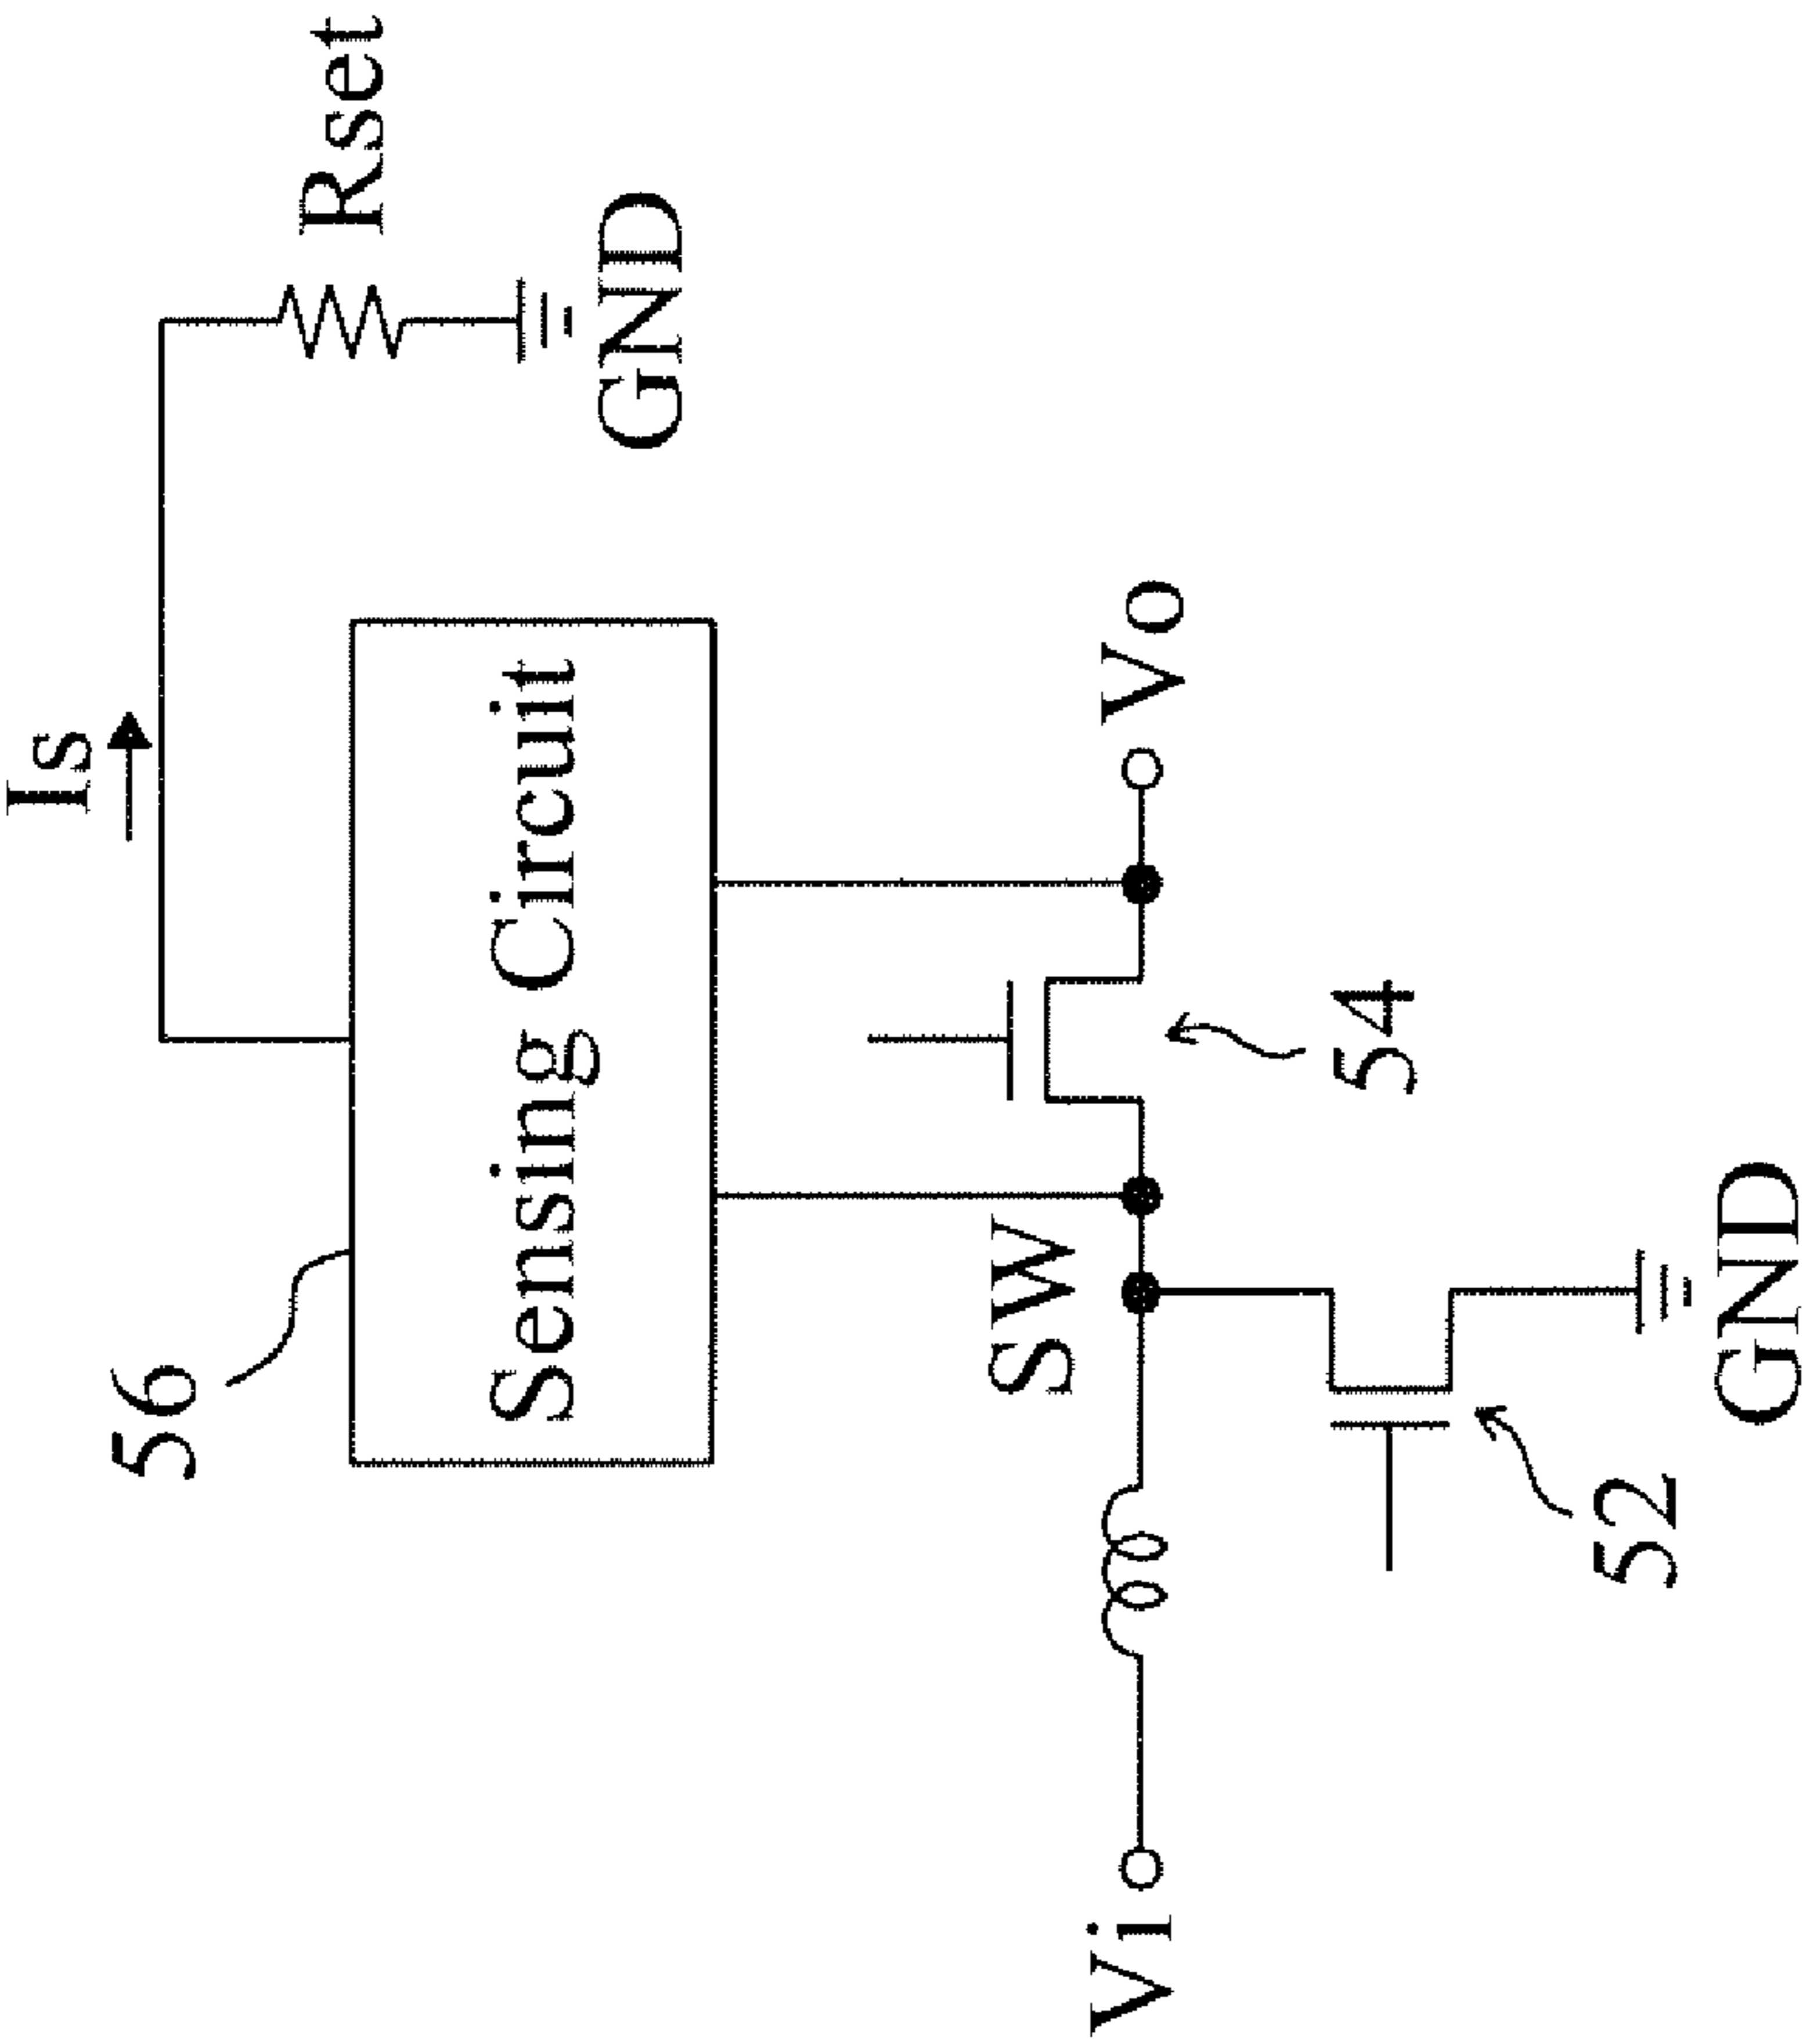 Is
56
Rset
Sensing Circuit
GND
SW
Vi
Vo
54
52
GND